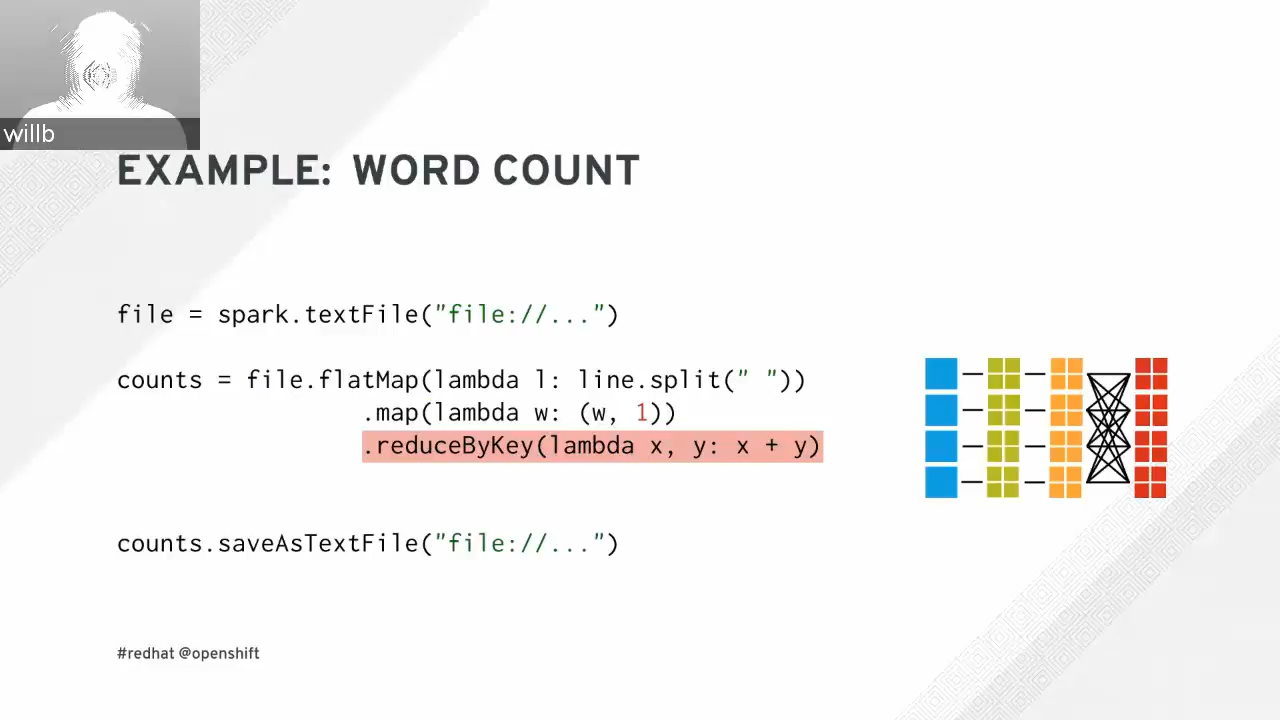 willb
EXAMPLE: WORD COUNT
file = spark.textFile("file://...")
counts = file.flatMap(lambda l: line.split(" "))
.map(lambda w: (w, 1))
.reduceByKey(lambda x, y: x + y)
counts.saveAsTextFile("file://...")
#redhat @openshift